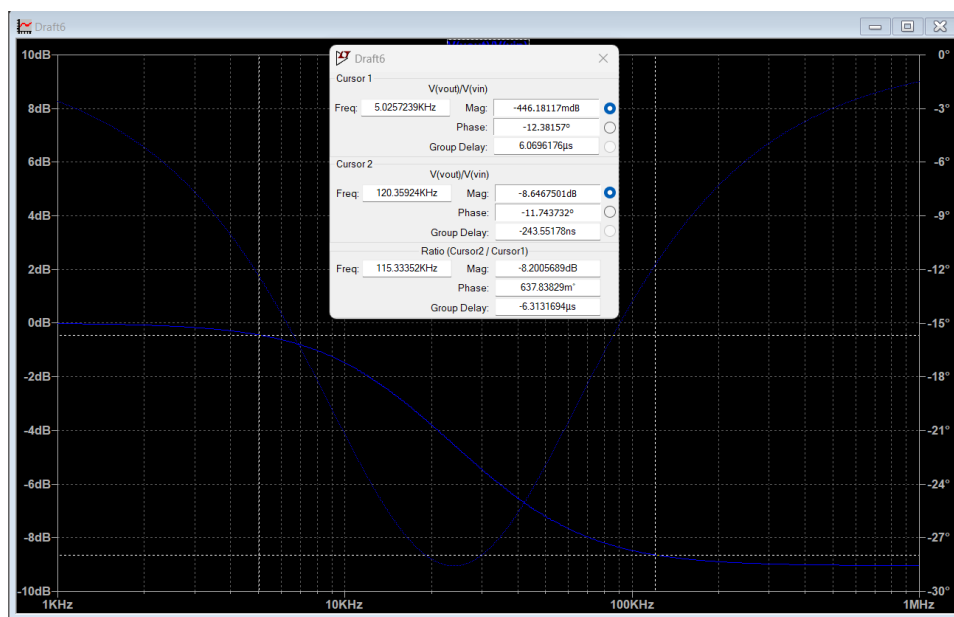 Draft6
10dB
8dB
6dB
4dB
2dB
0dB
-2dB
-4dB
-6dB
-8dB
-10dB
0°
-3°
-6°
-9°
-12°
-15°
-18°
-21°
-24°
-27°
-30°
1KHz 10KHz 100KHz 1MHz
Draft6
Cursor 1
V(vout)/V(vin)
Freq: 5.0257239KHz Mag: -446.18117mdB
Phase: -12.38157°
Group Delay: 6.0696176µs
Cursor 2
V(vout)/V(vin)
Freq: 120.35924KHz Mag: -8.6467501dB
Phase: -11.743732°
Group Delay: -243.55178ns
Ratio (Cursor2 / Cursor1)
Freq: 115.33352KHz Mag: -8.2005689dB
Phase: 637.83829m°
Group Delay: -6.3131694µs